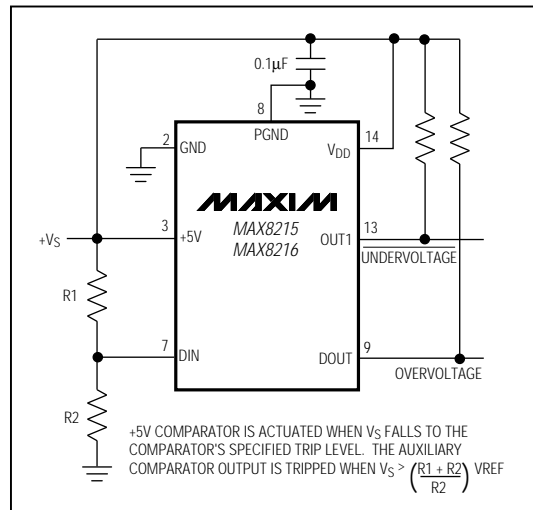 0.1μF
8
PGND
2
GND
14
VDD
MAXIM
MAX8215
MAX8216
+VS
3
+5V
13
OUT1
UNDERVOLTAGE
R1
7
DIN
9
DOUT
OVERVOLTAGE
R2
+5V COMPARATOR IS ACTUATED WHEN VS FALLS TO THE
COMPARATOR'S SPECIFIED TRIP LEVEL. THE AUXILIARY
COMPARATOR OUTPUT IS TRIPPED WHEN VS > (R1 + R2 / R2) VREF